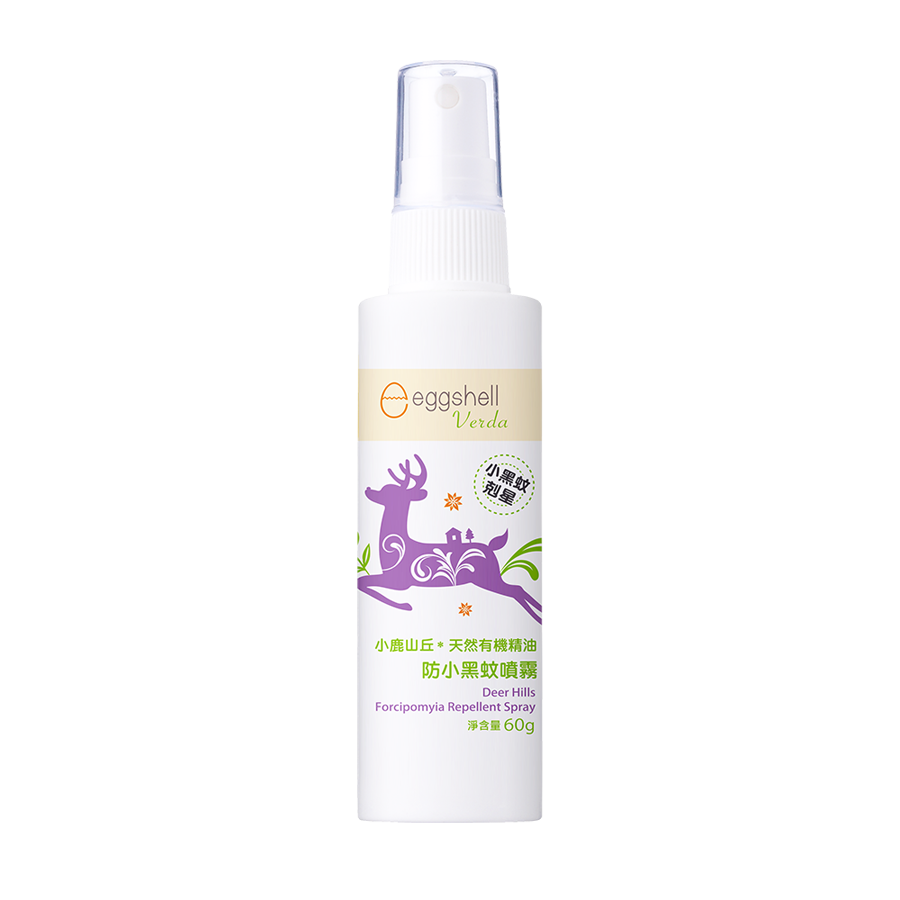 eggshell
Verda
小黑蚊
剋星
小鹿山丘*天然有機精油
防小黑蚊噴霧
Deer Hills
Forcipomyia Repellent Spray
淨含量 60g